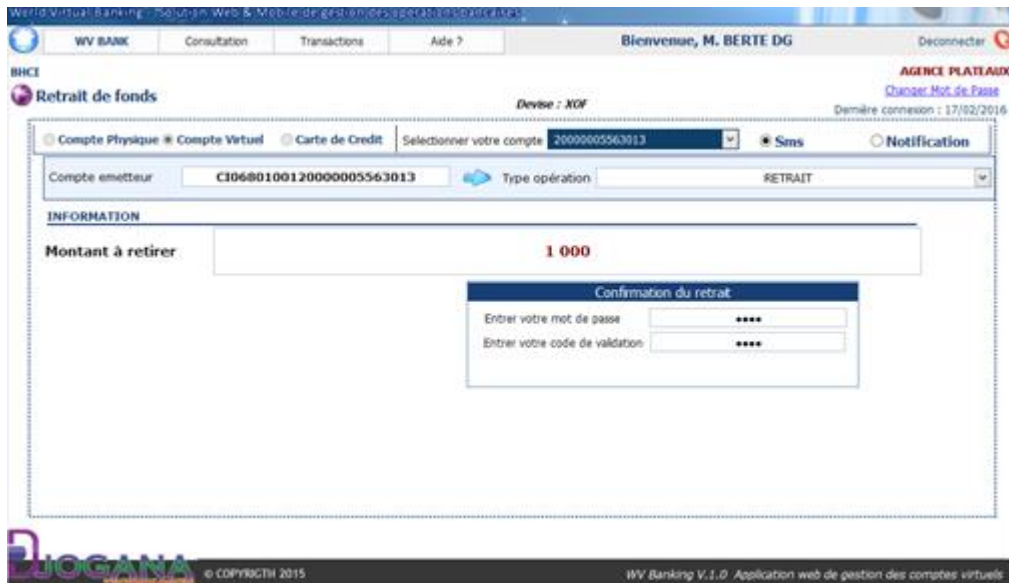 World Virtual Banking : Solution Web & Mobile de gestion des operations bancaires
WV BANK Consultation Transactions Aide ? Bienvenue, M. BERTE DG Deconnecter
BHCI AGENCE PLATEAUX
Retrait de fonds Devise : XOF Changer Mot de Passe
Dernière connexion : 17/02/2016
Compte Physique Compte Virtuel Carte de Credit Selectionner votre compte 20000005563013 Sms Notification
Compte emetteur CI0680100120000005563013 Type opération RETRAIT
INFORMATION
Montant à retirer 1 000
Confirmation du retrait
Entrer votre mot de passe ••••
Entrer votre code de validation ••••
DJOGANA © COPYRIGTH 2015 WV Banking V.1.0 Application web de gestion des comptes virtuels